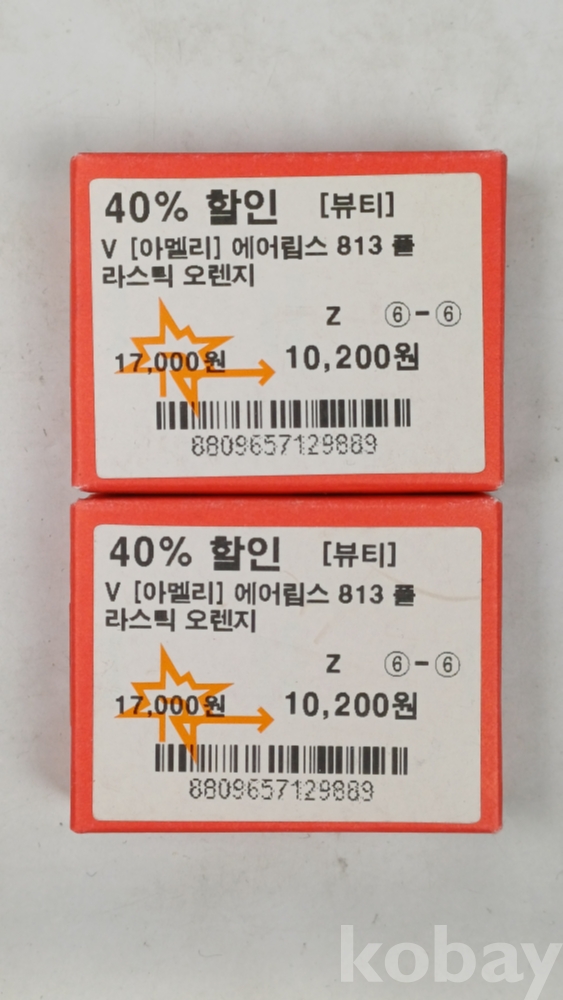 40% 할인 [뷰티]
V [아멜리] 에어립스 813 플
라스틱 오렌지
Z ⑥-⑥
17,000원 10,200원
8809657129889
40% 할인 [뷰티]
V [아멜리] 에어립스 813 플
라스틱 오렌지
Z ⑥-⑥
17,000원 10,200원
8809657129889
kobay